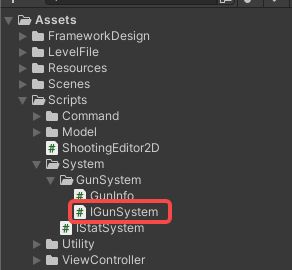 Assets
FrameworkDesign
LevelFile
Resources
Scenes
Scripts
Command
Model
ShootingEditor2D
System
GunSystem
GunInfo
IGunSystem
IStatSystem
Utility
ViewController